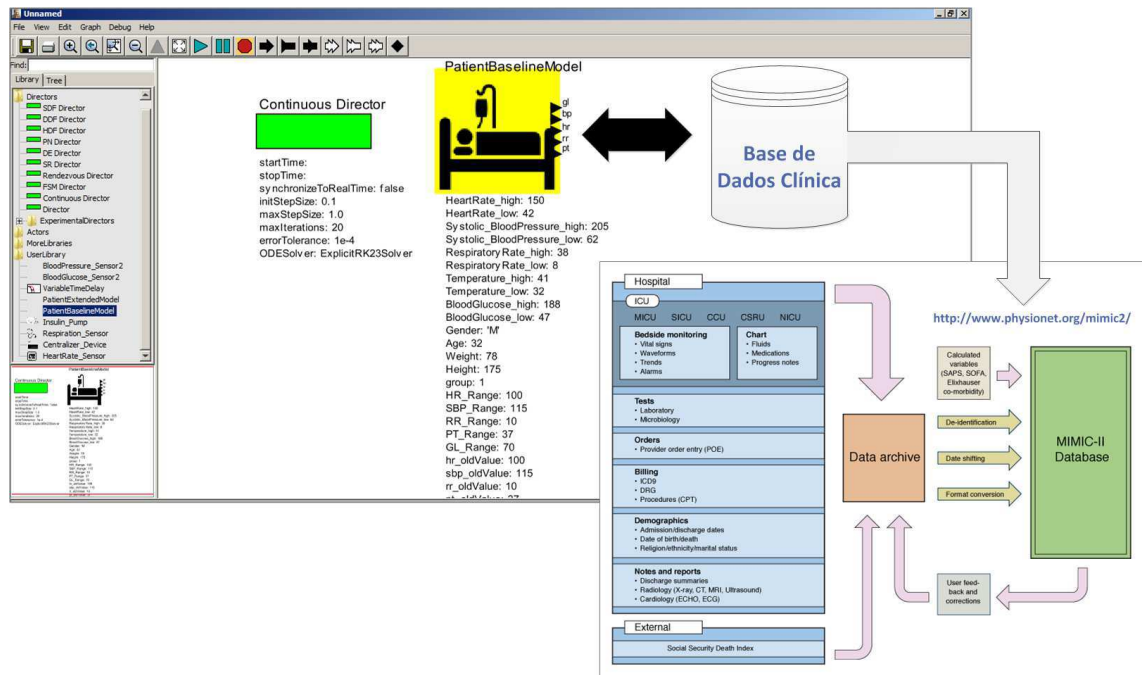 Unnamed
File View Edit Graph Debug Help
Find:
Library Tree
Directors
SDF Director
DDF Director
HDF Director
PN Director
DE Director
SR Director
Rendezvous Director
FSM Director
Continuous Director
Director
ExperimentalDirectors
Actors
MoreLibraries
UserLibrary
BloodPressure_Sensor2
BloodGlucose_Sensor2
VariableTimeDelay
PatientExtendedModel
PatientBaselineModel
Insulin_Pump
Respiration_Sensor
Centralizer_Device
HeartRate_Sensor
Continuous Director
startTime:
stopTime:
synchronizeToRealTime: false
initStepSize: 0.1
maxStepSize: 1.0
maxIterations: 20
errorTolerance: 1e-4
ODESolver: ExplicitRK23Solver
PatientBaselineModel
gl
bp
hr
rr
pt
HeartRate_high: 150
HeartRate_low: 42
Systolic_BloodPressure_high: 205
Systolic_BloodPressure_low: 62
RespiratoryRate_high: 38
RespiratoryRate_low: 8
Temperature_high: 41
Temperature_low: 32
BloodGlucose_high: 188
BloodGlucose_low: 47
Gender: 'M'
Age: 32
Weight: 78
Height: 175
group: 1
HR_Range: 100
SBP_Range: 115
RR_Range: 10
PT_Range: 37
GL_Range: 70
hr_oldValue: 100
sbp_oldValue: 115
rr_oldValue: 10
Base de
Dados Clínica
http://www.physionet.org/mimic2/
Hospital
ICU
MICU SICU CCU CSRU NICU
Bedside monitoring
• Vital signs
• Waveforms
• Trends
• Alarms
Chart
• Fluids
• Medications
• Progress notes
Tests
• Laboratory
• Microbiology
Orders
• Provider order entry (POE)
Billing
• ICD9
• DRG
• Procedures (CPT)
Demographics
• Admission/discharge dates
• Date of birth/death
• Religion/ethnicity/marital status
Notes and reports
• Discharge summaries
• Radiology (X-ray, CT, MRI, Ultrasound)
• Cardiology (ECHO, ECG)
External
Social Security Death Index
Data archive
Calculated
variables
(SAPS, SOFA,
Elixhauser
co-morbidity)
De-identification
Date shifting
Format conversion
User feed-
back and
corrections
MIMIC-II
Database